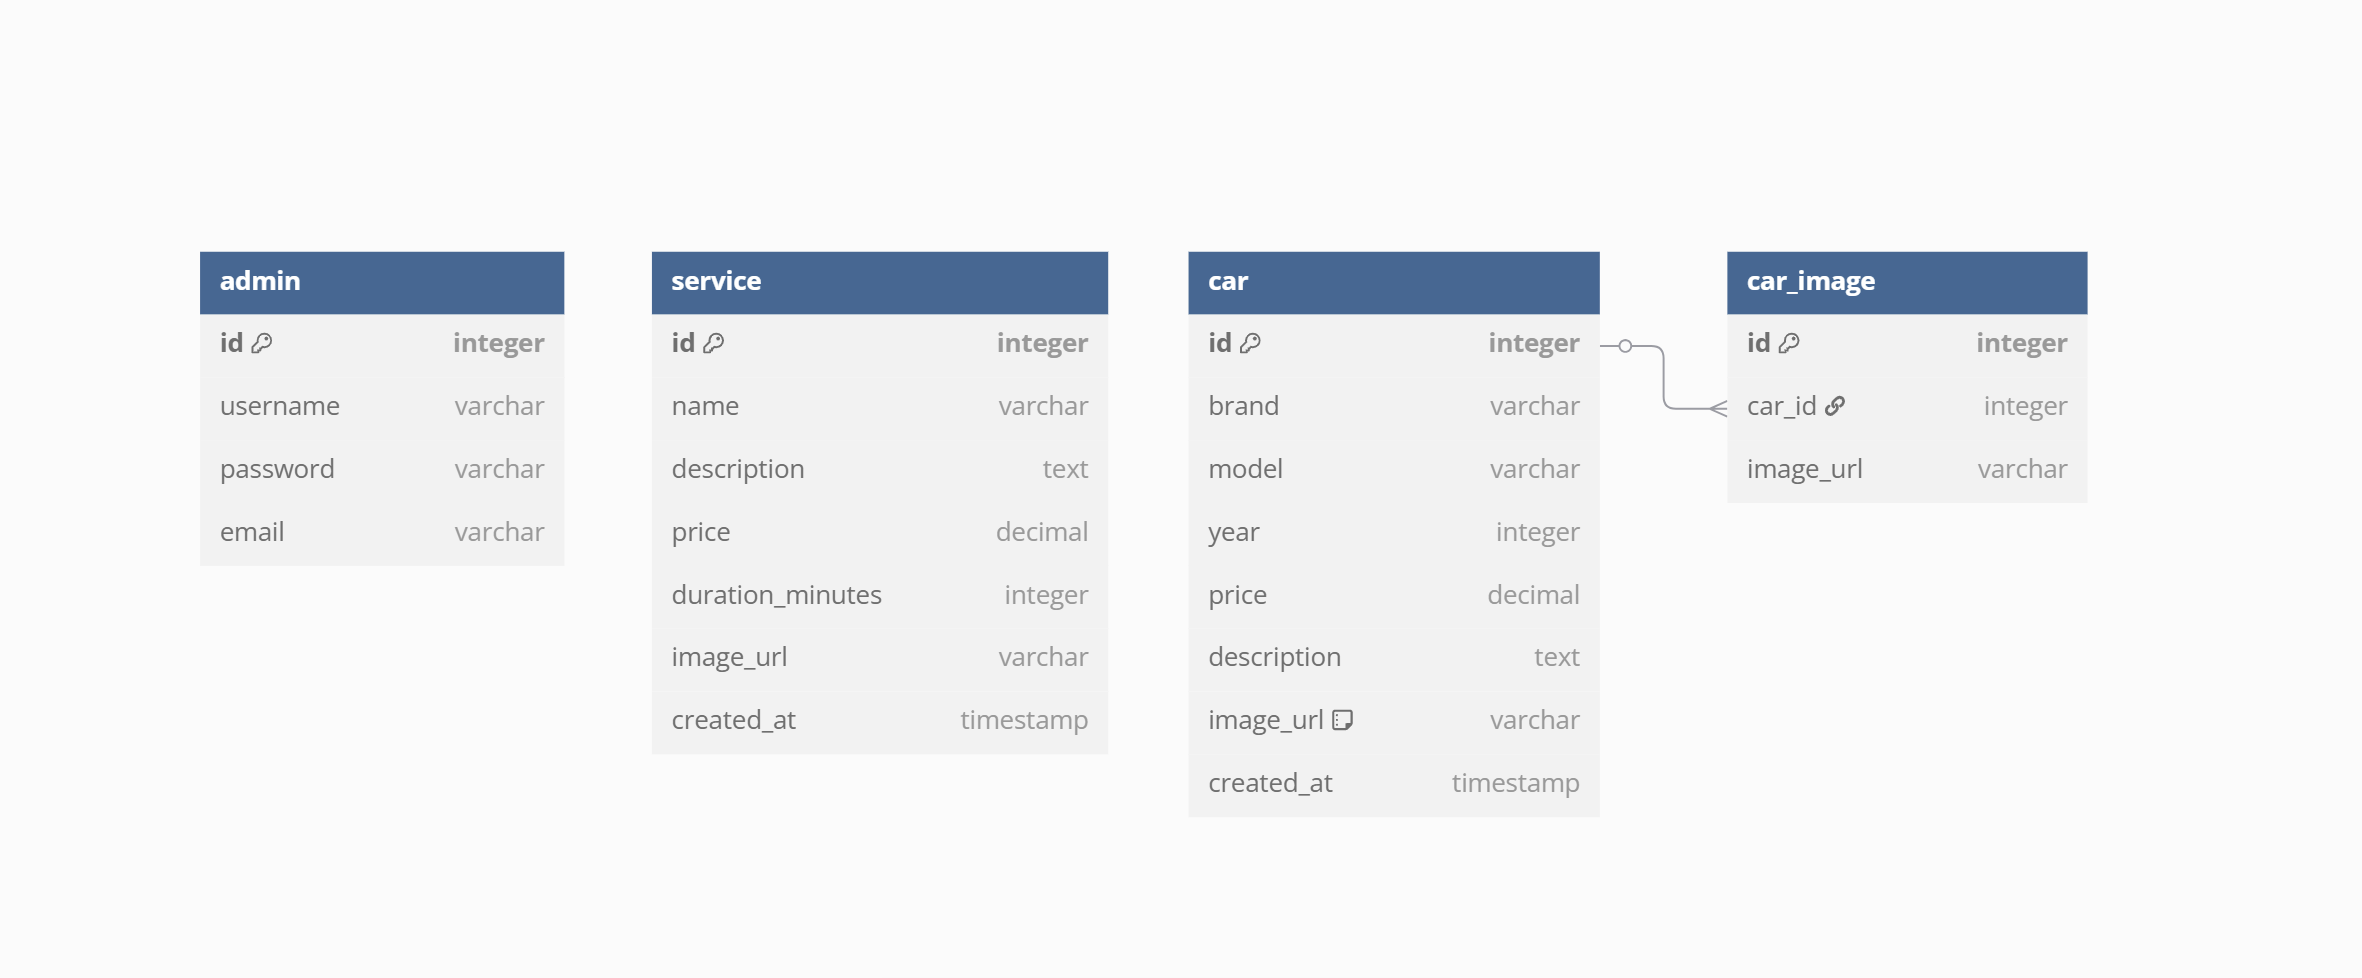 admin
id integer
username varchar
password varchar
email varchar
service
id integer
name varchar
description text
price decimal
duration_minutes integer
image_url varchar
created_at timestamp
car
id integer
brand varchar
model varchar
year integer
price decimal
description text
image_url varchar
created_at timestamp
car_image
id integer
car_id integer
image_url varchar